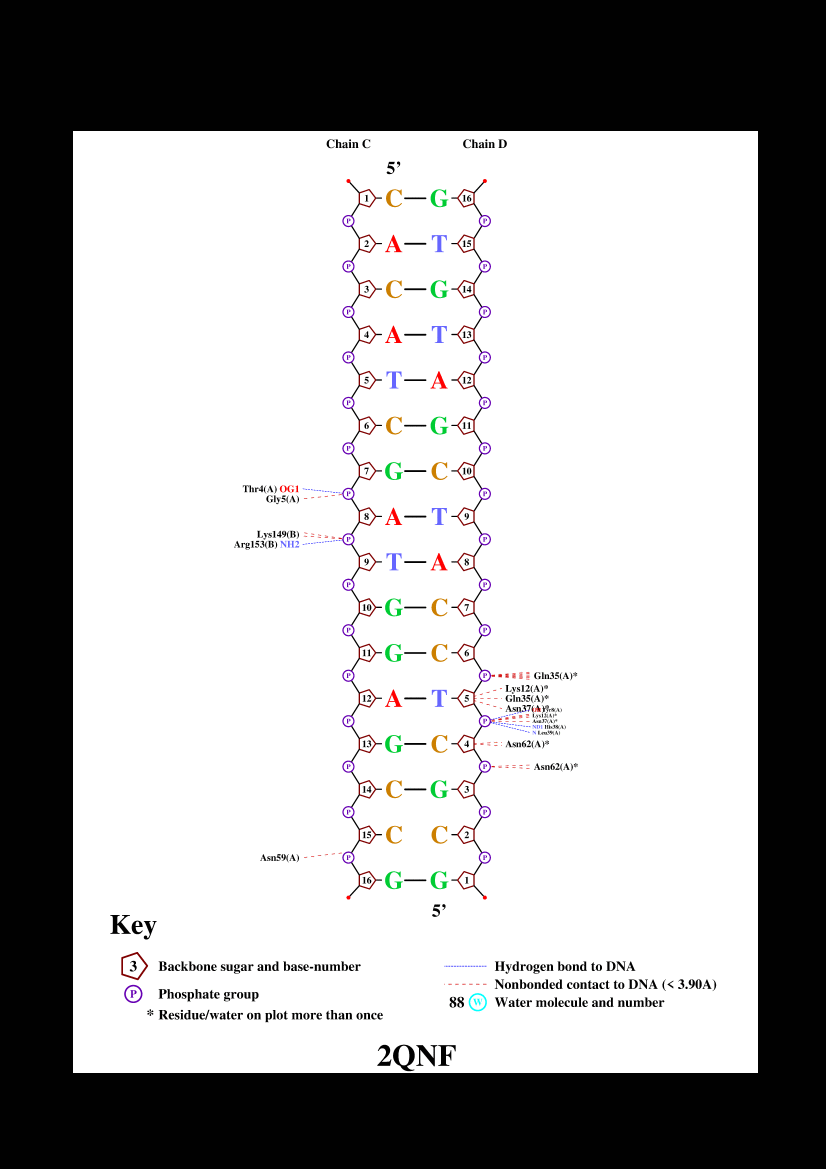 Chain C Chain D
5’
1 C G 16
P P
2 A T 15
P P
3 C G 14
P P
4 A T 13
P P
5 T A 12
P P
6 C G 11
P P
7 G C 10
Thr4(A) OG1 P P
Gly5(A)
8 A T 9
Lys149(B) P P
Arg153(B) NH2
9 T A 8
P P
10 G C 7
P P
11 G C 6
P P Gln35(A)*
Lys12(A)*
12 A T 5 Gln35(A)*
Asn37(A)*
Lys12(A)*
P P Asn37(A)*
ND1 His38(A)
N Leu39(A)
13 G C 4 Asn62(A)*
P P Asn62(A)*
14 C G 3
P P
15 C C 2
Asn59(A) P P
16 G G 1
5’
Key
3 Backbone sugar and base-number
Hydrogen bond to DNA
Nonbonded contact to DNA (< 3.90A)
P Phosphate group
88 W Water molecule and number
* Residue/water on plot more than once
2QNF